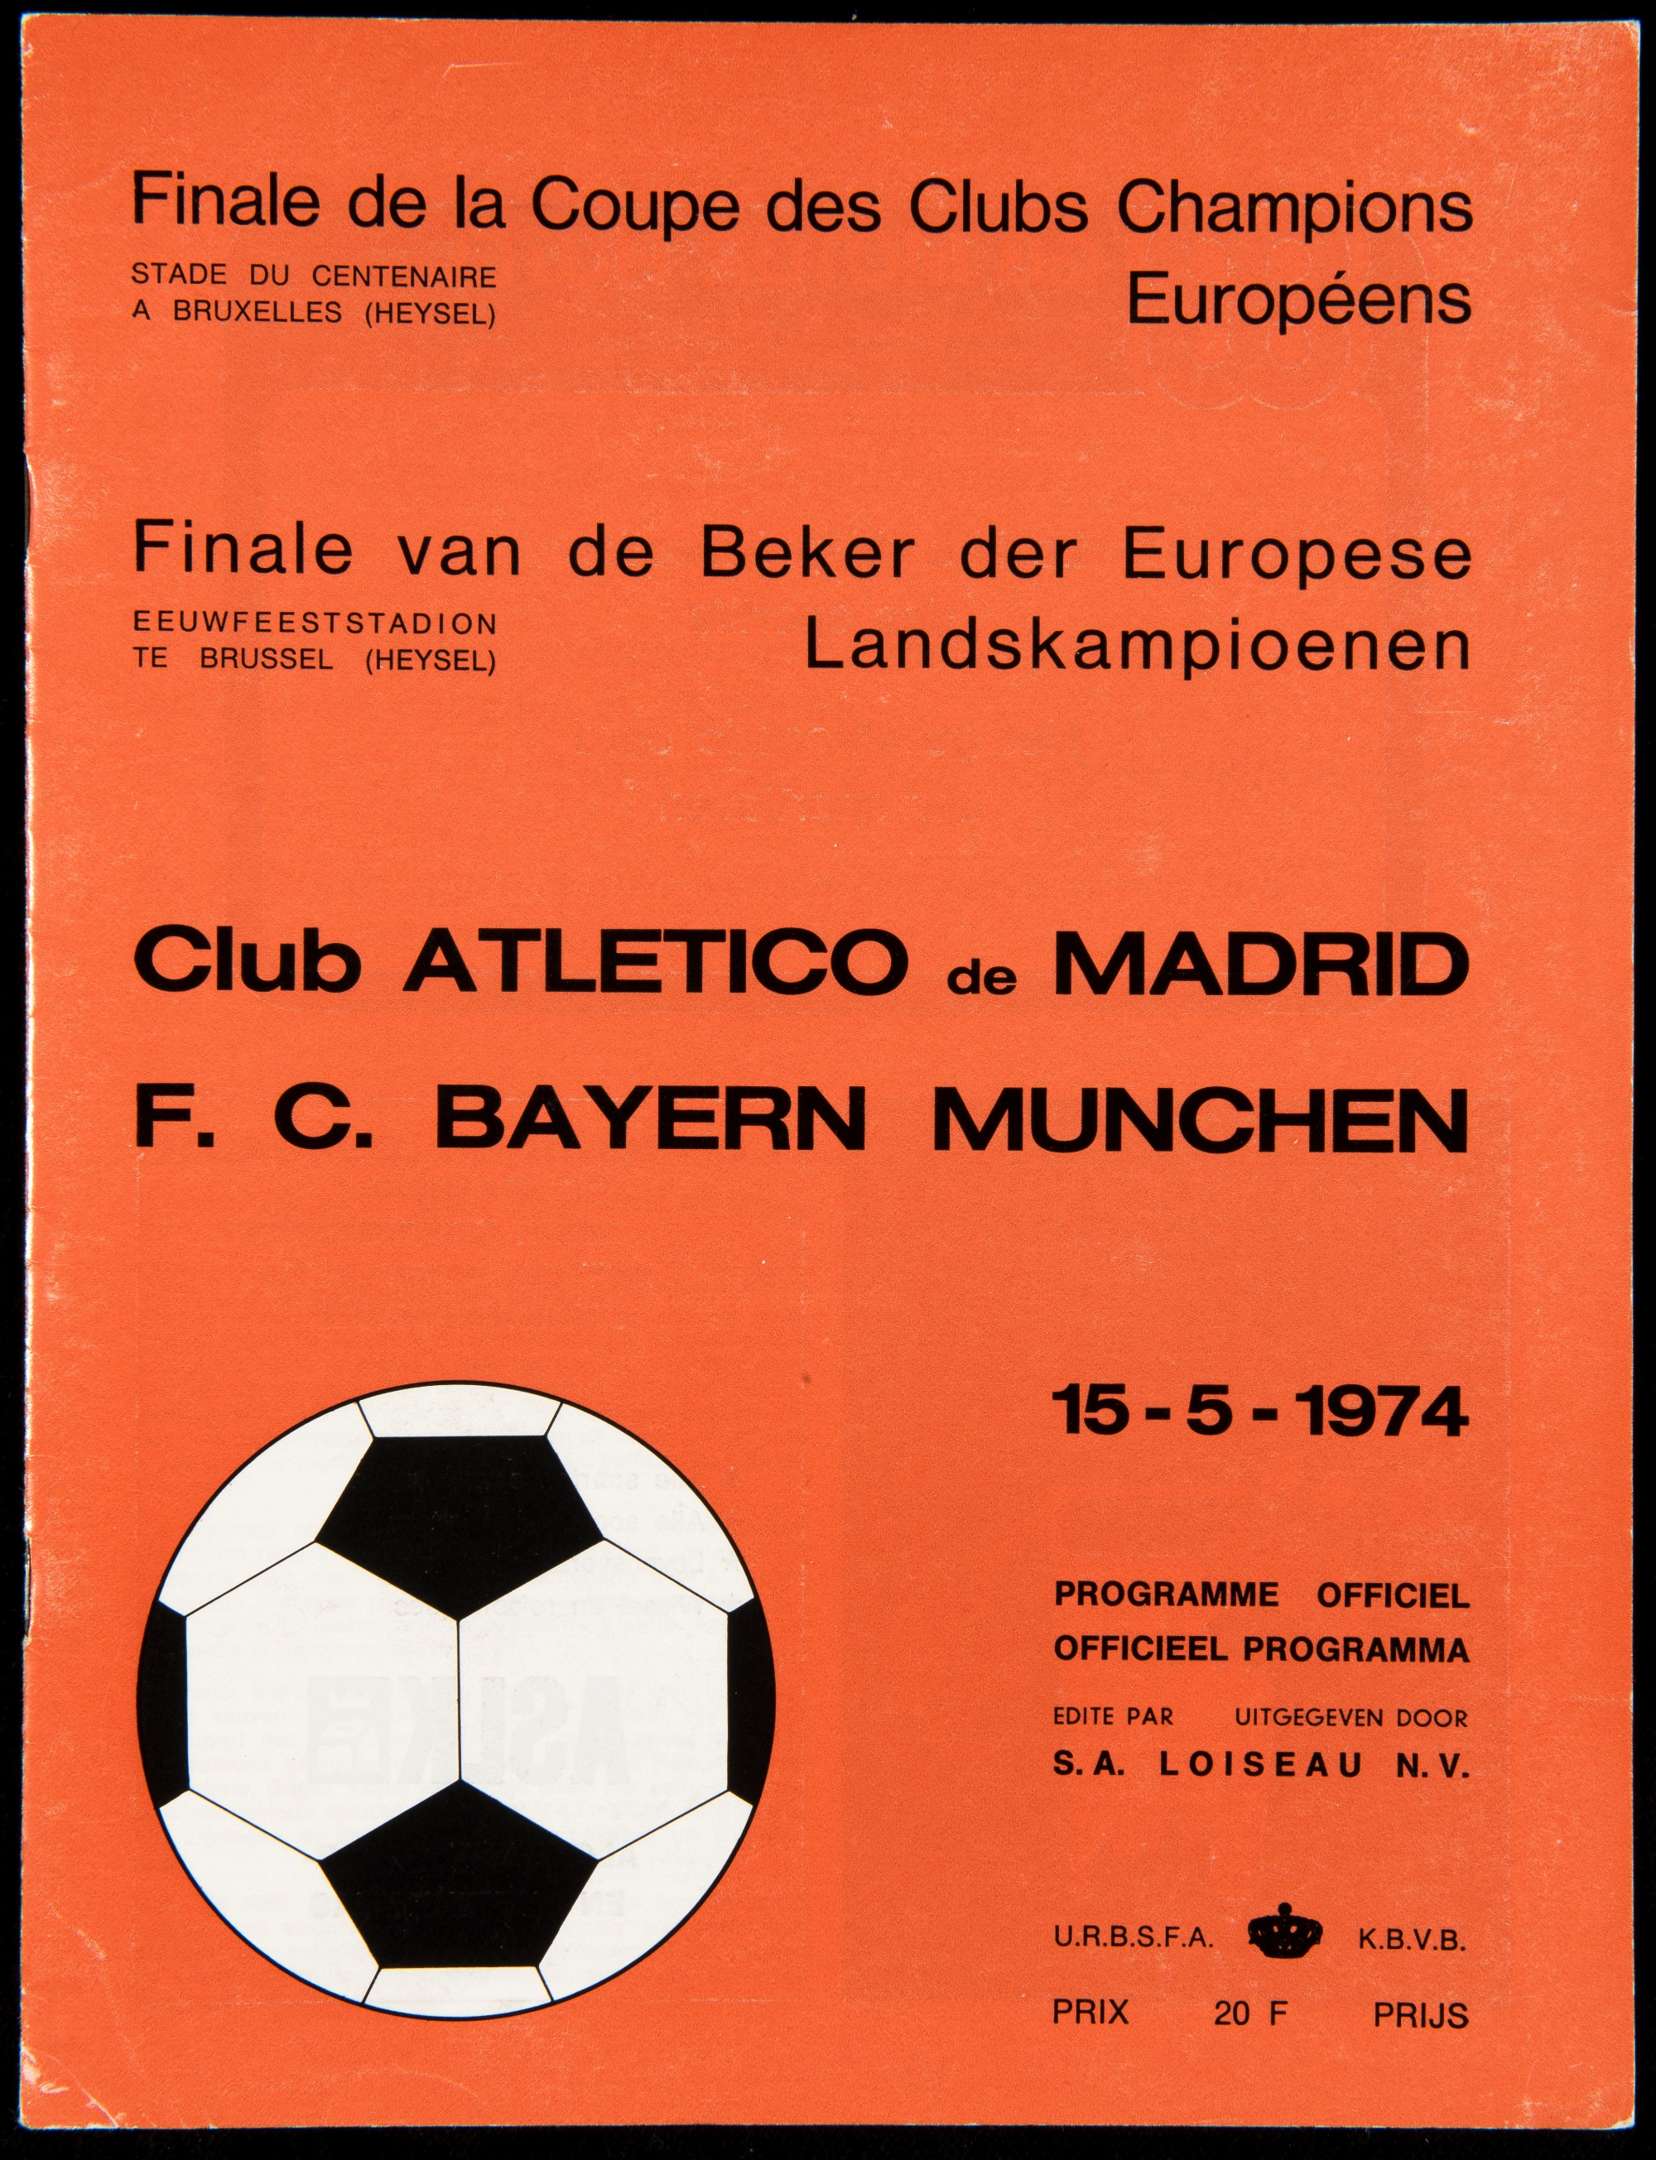 Finale de la Coupe des Clubs Champions
Européens
STADE DU CENTENAIRE
A BRUXELLES (HEYSEL)
Finale van de Beker der Europese
Landskampioenen
EEUWFEESTSTADION
TE BRUSSEL (HEYSEL)
Club ATLETICO de MADRID
F. C. BAYERN MUNCHEN
15-5-1974
PROGRAMME OFFICIEL
OFFICIEEL PROGRAMMA
EDITE PAR UITGEGEVEN DOOR
S.A. LOISEAU N.V.
U.R.B.S.F.A. K.B.V.B.
PRIX 20 F PRIJS